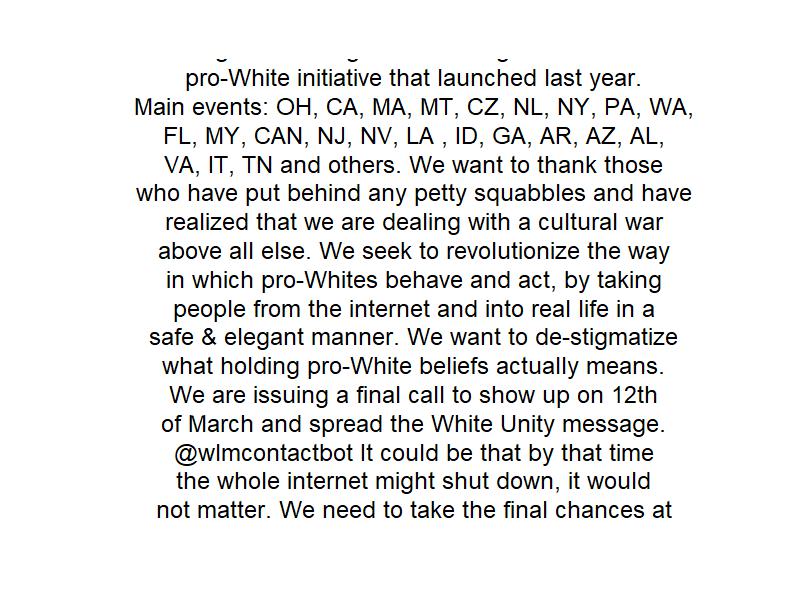 pro-White initiative that launched last year.
Main events: OH, CA, MA, MT, CZ, NL, NY, PA, WA,
FL, MY, CAN, NJ, NV, LA , ID, GA, AR, AZ, AL,
VA, IT, TN and others. We want to thank those
who have put behind any petty squabbles and have
realized that we are dealing with a cultural war
above all else. We seek to revolutionize the way
in which pro-Whites behave and act, by taking
people from the internet and into real life in a
safe & elegant manner. We want to de-stigmatize
what holding pro-White beliefs actually means.
We are issuing a final call to show up on 12th
of March and spread the White Unity message.
@wlmcontactbot It could be that by that time
the whole internet might shut down, it would
not matter. We need to take the final chances at